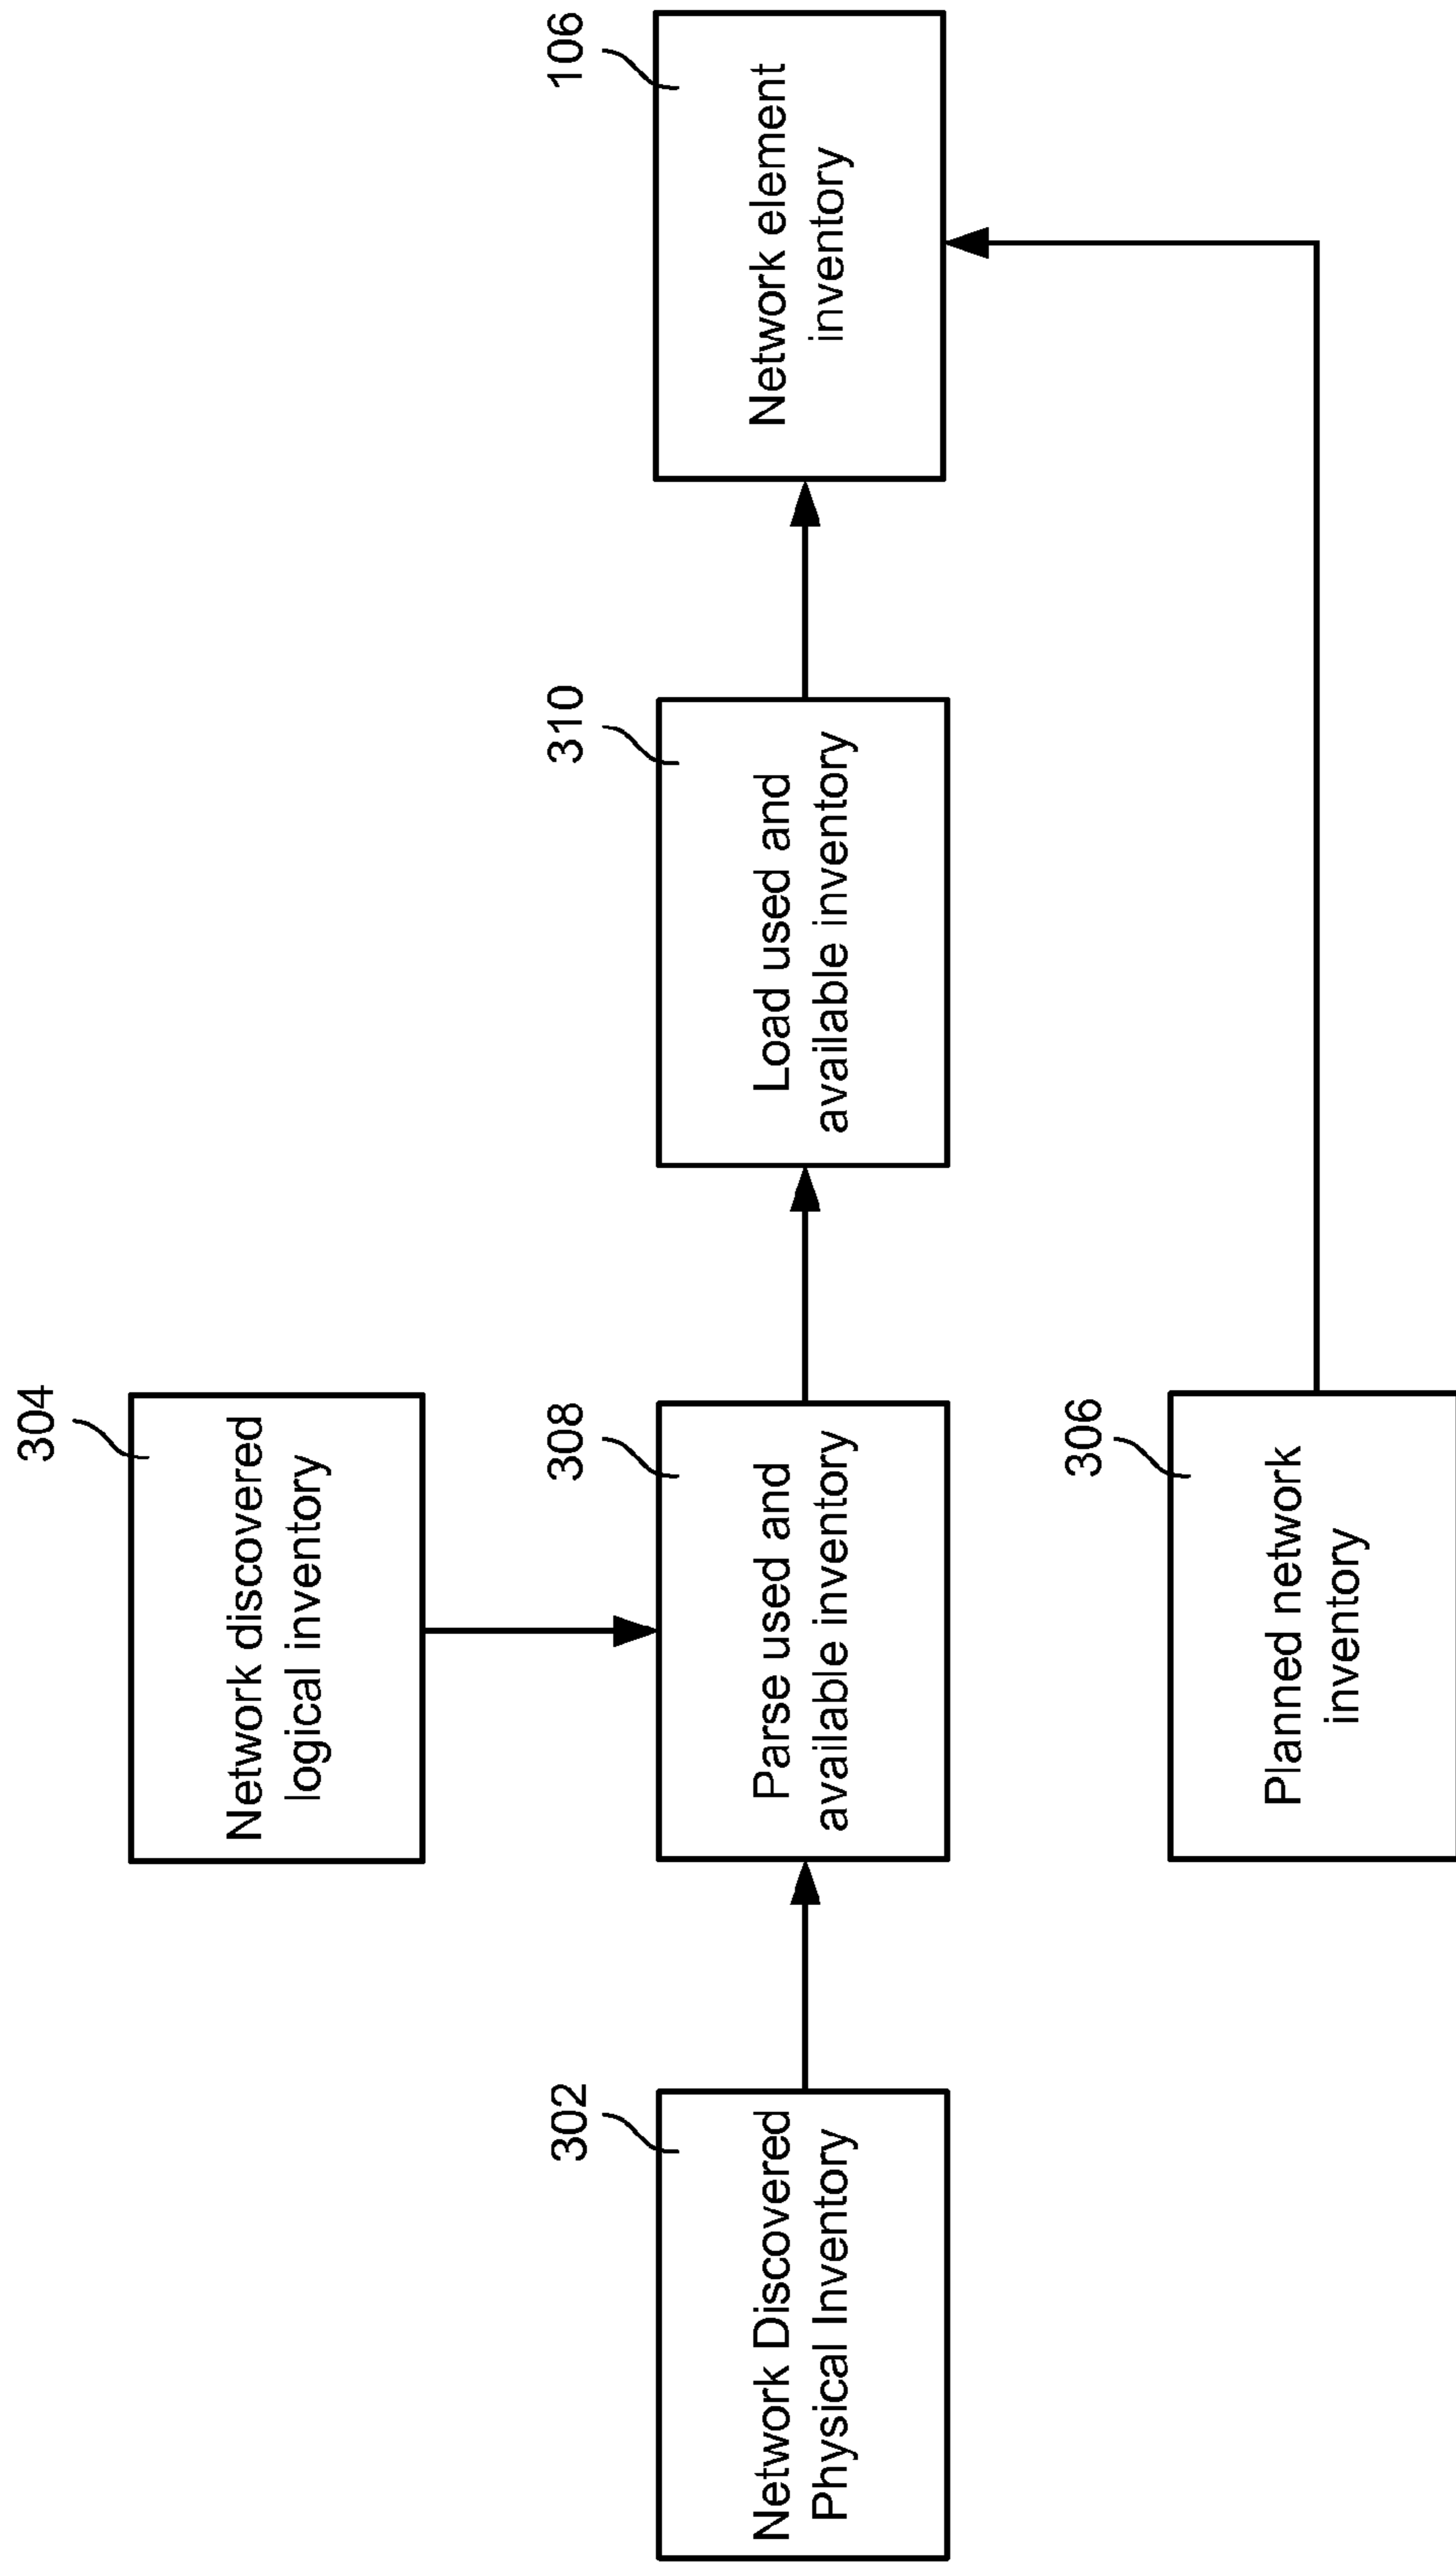 304
Network discovered
logical inventory
302
Network Discovered
Physical Inventory
308
Parse used and
available inventory
310
Load used and
available inventory
106
Network element
inventory
306
Planned network
inventory